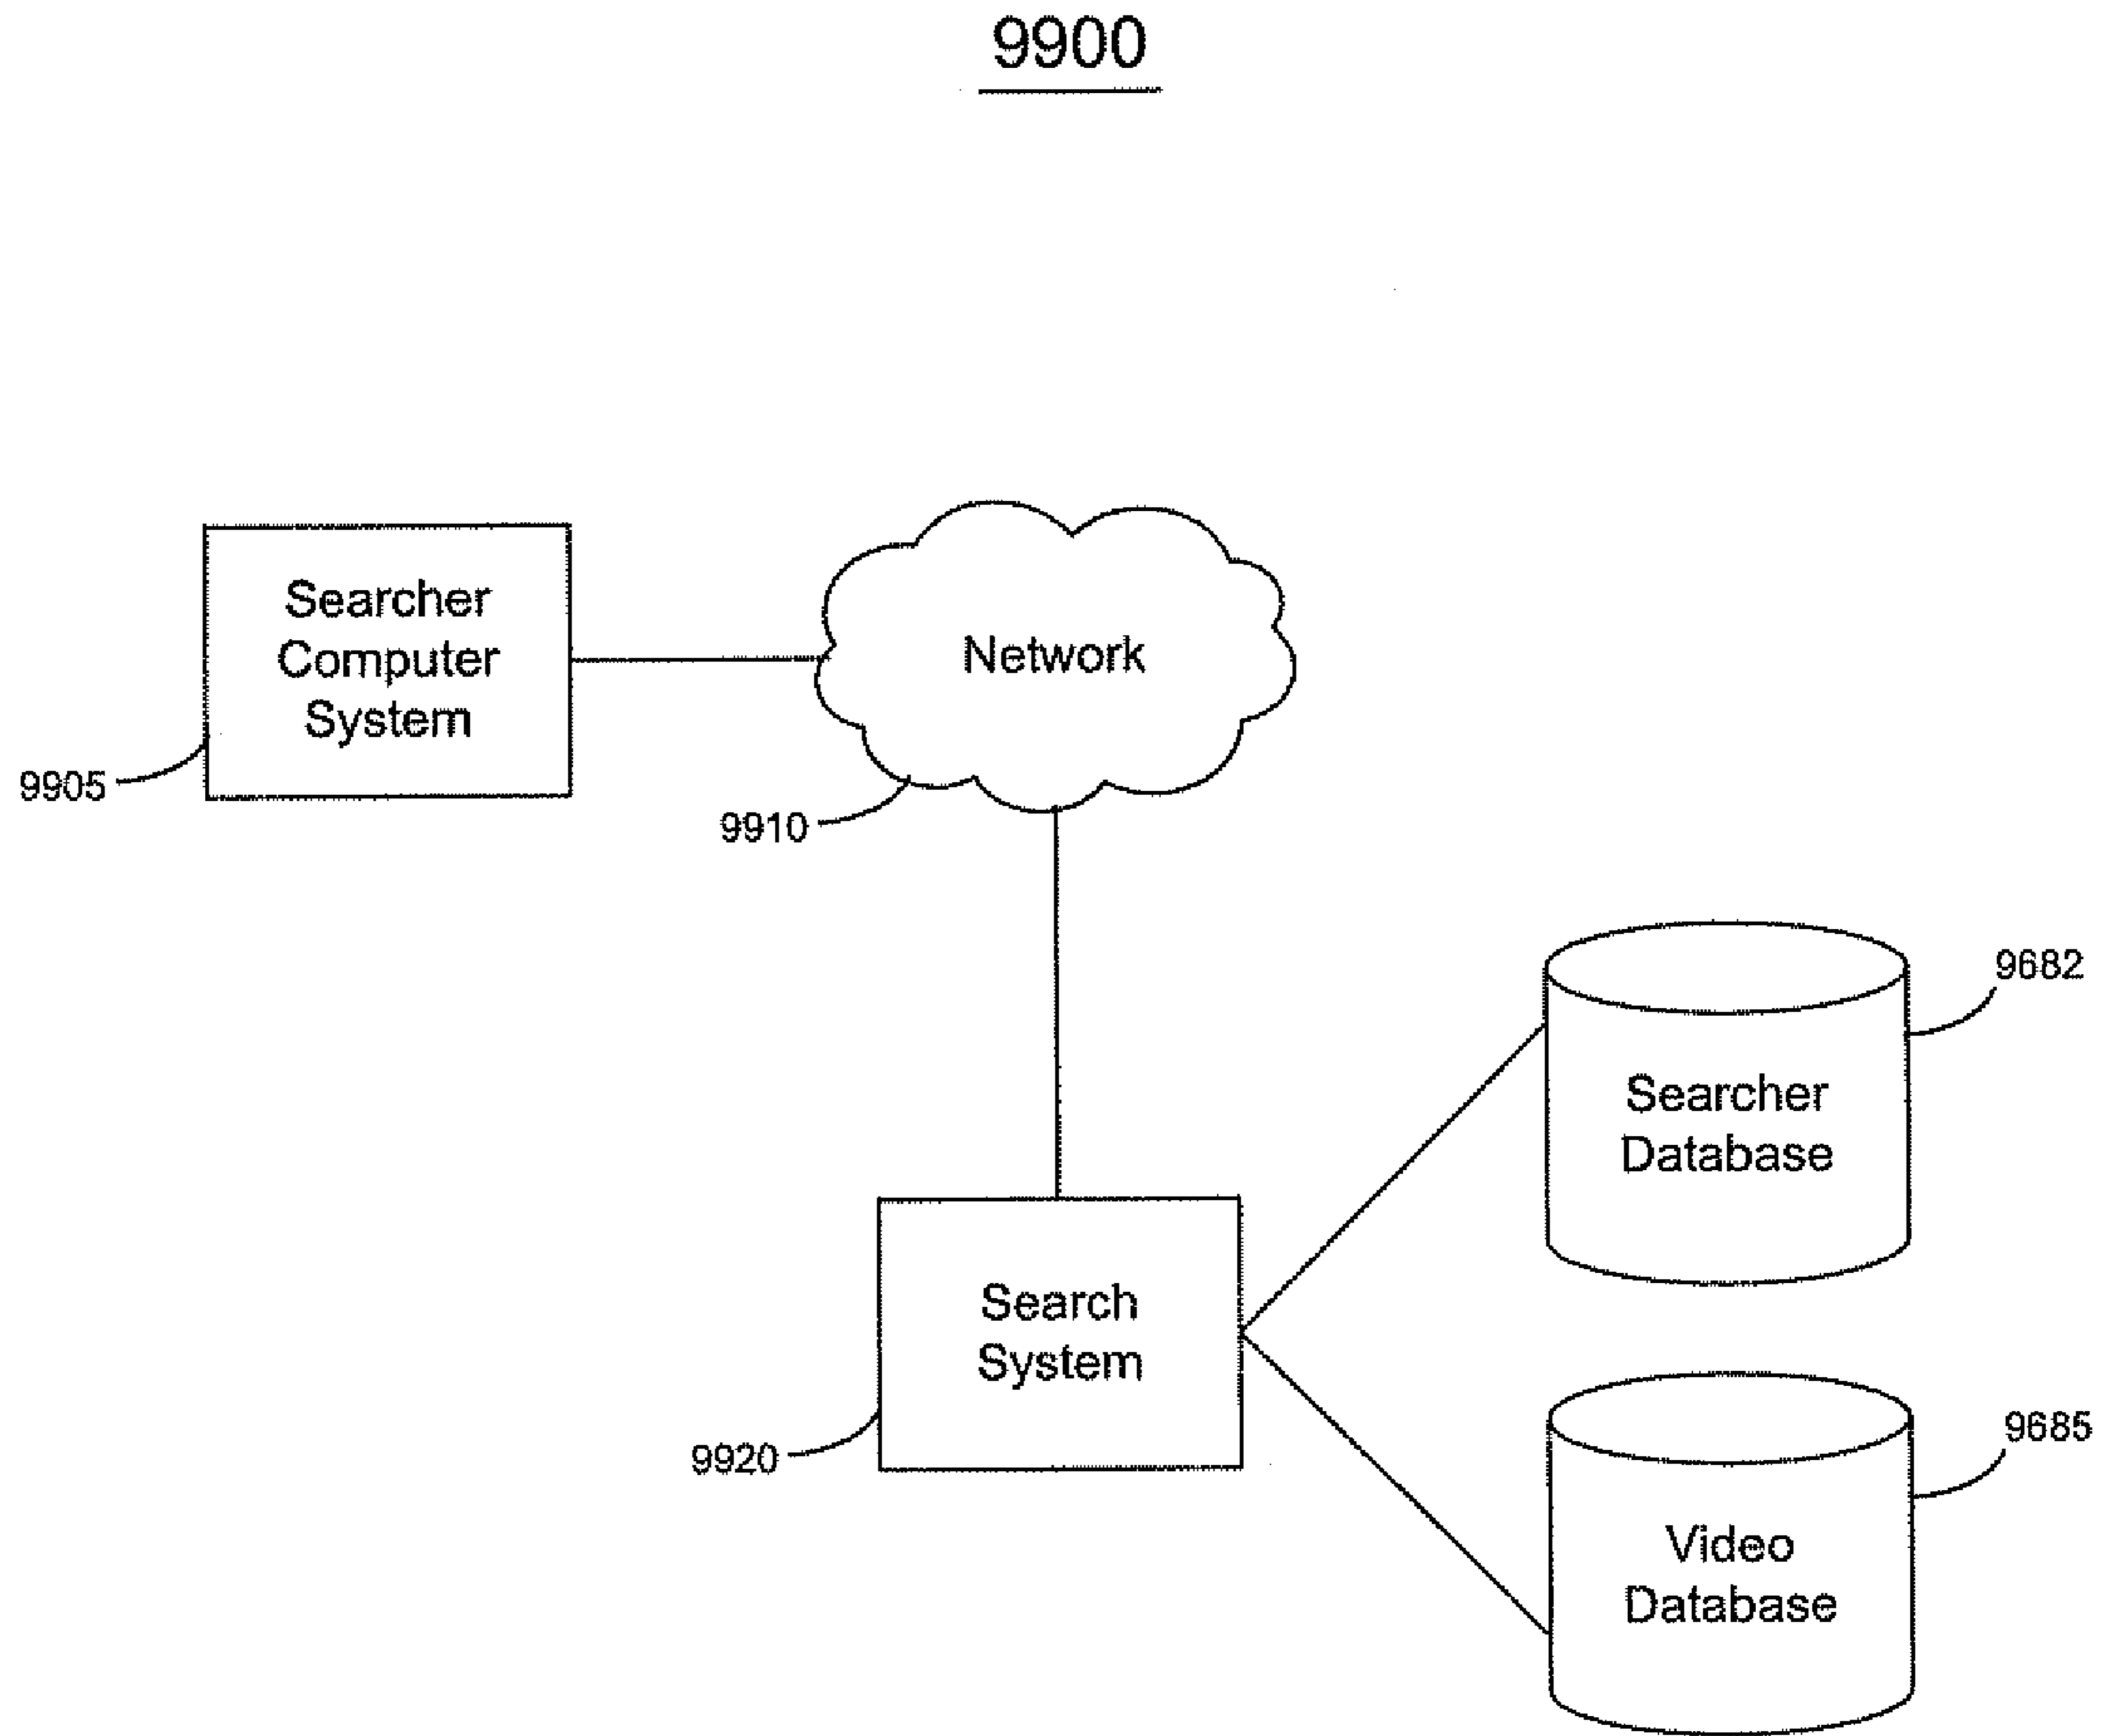 9900
Searcher
Computer
System
9905
Network
9910
9682
Searcher
Database
Search
System
9920
9685
Video
Database